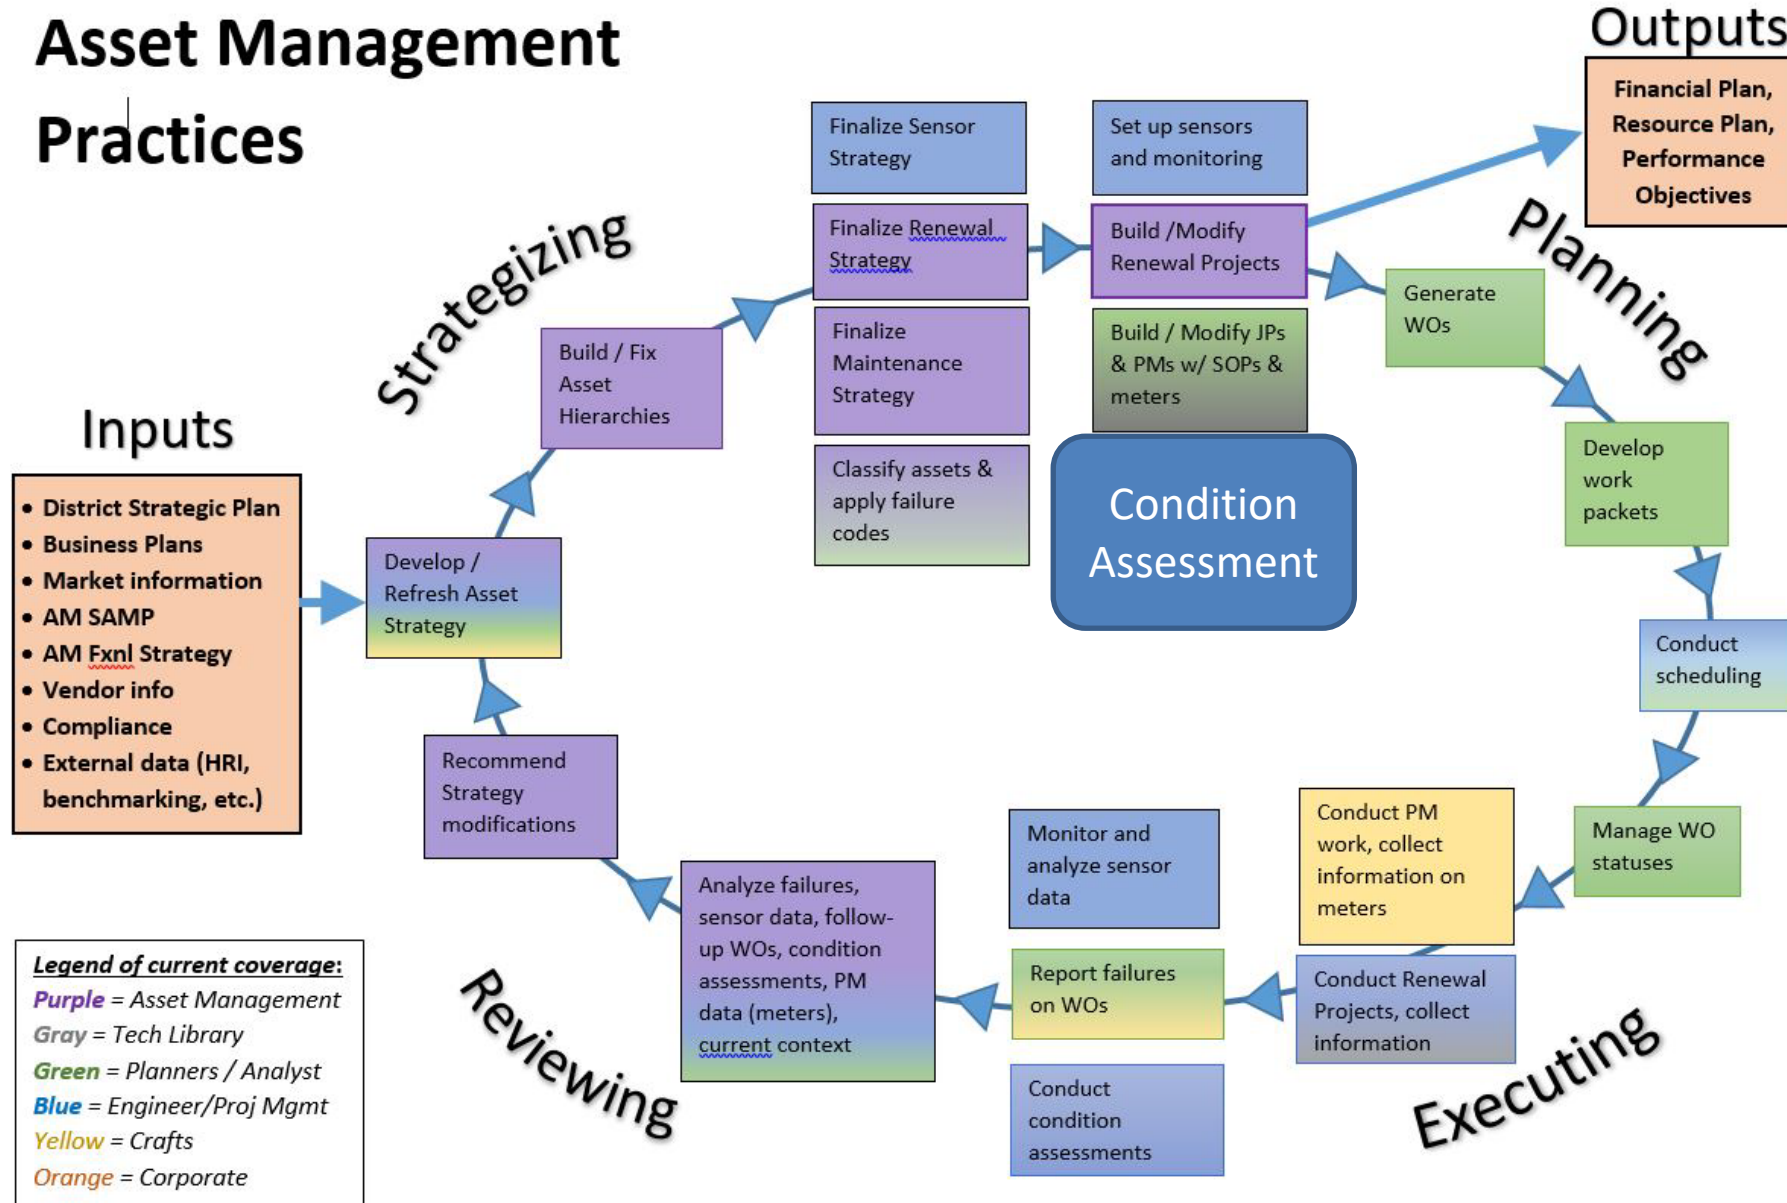 Asset Management
Practices
Outputs
Financial Plan,
Resource Plan,
Performance
Objectives
Strategizing
Planning
Finalize Sensor
Strategy
Set up sensors
and monitoring
Finalize Renewal
Strategy
Build /Modify
Renewal Projects
Generate
WOs
Build / Fix
Asset
Hierarchies
Finalize
Maintenance
Strategy
Build / Modify JPs
& PMs w/ SOPs &
meters
Classify assets &
apply failure
codes
Condition
Assessment
Develop
work
packets
Inputs
• District Strategic Plan
• Business Plans
• Market information
• AM SAMP
• AM Fxnl Strategy
• Vendor info
• Compliance
• External data (HRI,
benchmarking, etc.)
Develop /
Refresh Asset
Strategy
Conduct
scheduling
Recommend
Strategy
modifications
Manage WO
statuses
Conduct PM
work, collect
information on
meters
Monitor and
analyze sensor
data
Analyze failures,
sensor data, follow-
up WOs, condition
assessments, PM
data (meters),
current context
Report failures
on WOs
Conduct Renewal
Projects, collect
information
Conduct
condition
assessments
Reviewing
Executing
Legend of current coverage:
Purple = Asset Management
Gray = Tech Library
Green = Planners / Analyst
Blue = Engineer/Proj Mgmt
Yellow = Crafts
Orange = Corporate